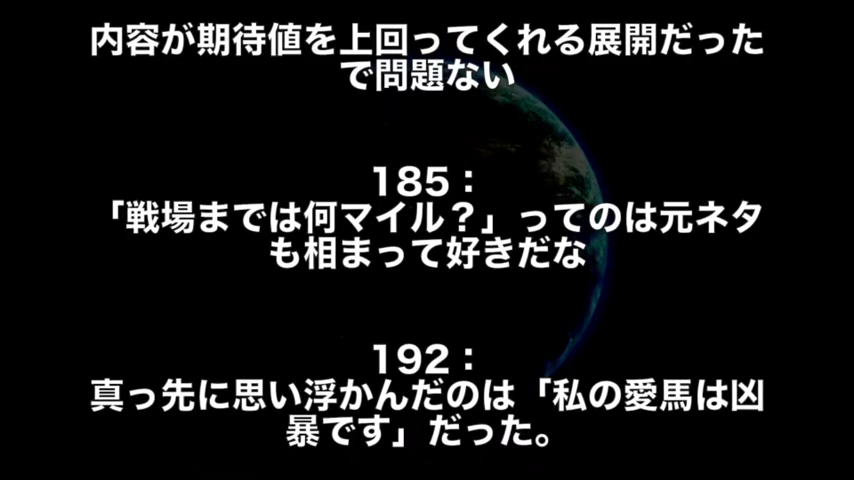 内容が期待値を上回ってくれる展開だった
で問題ない
185：
「戦場までは何マイル？」ってのは元ネタ
も相まって好きだな
192：
真っ先に思い浮かんだのは「私の愛馬は凶
暴です」だった。